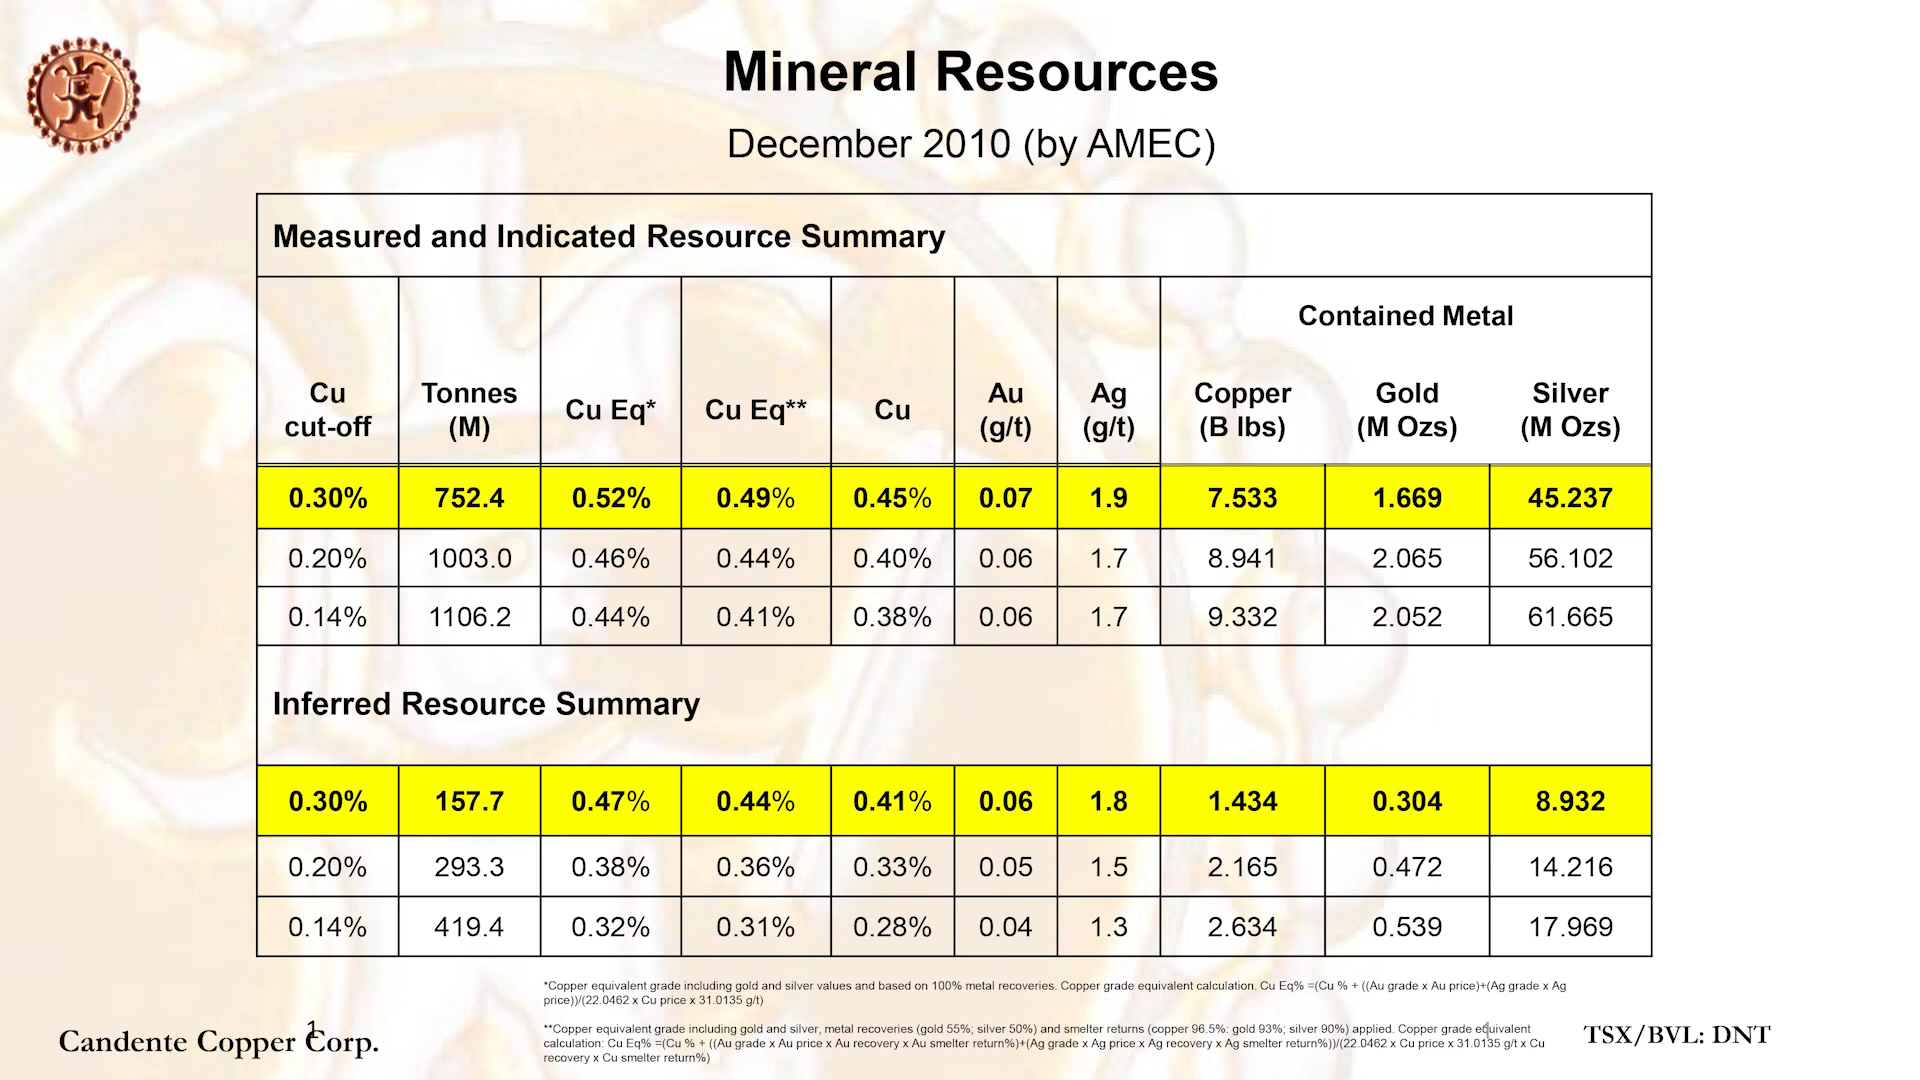 Mineral Resources
December 2010 (by AMEC)
Measured and Indicated Resource Summary
Contained Metal
Cu cut-off Tonnes (M) Cu Eq* Cu Eq** Cu Au (g/t) Ag (g/t) Copper (B lbs) Gold (M Ozs) Silver (M Ozs)
0.30% 752.4 0.52% 0.49% 0.45% 0.07 1.9 7.533 1.669 45.237
0.20% 1003.0 0.46% 0.44% 0.40% 0.06 1.7 8.941 2.065 56.102
0.14% 1106.2 0.44% 0.41% 0.38% 0.06 1.7 9.332 2.052 61.665
Inferred Resource Summary
0.30% 157.7 0.47% 0.44% 0.41% 0.06 1.8 1.434 0.304 8.932
0.20% 293.3 0.38% 0.36% 0.33% 0.05 1.5 2.165 0.472 14.216
0.14% 419.4 0.32% 0.31% 0.28% 0.04 1.3 2.634 0.539 17.969
*Copper equivalent grade including gold and silver values and based on 100% metal recoveries. Copper grade equivalent calculation. Cu Eq% =(Cu % + ((Au grade x Au price)+(Ag grade x Ag
price))/(22.0462 x Cu price x 31.0135 g/t)
**Copper equivalent grade including gold and silver, metal recoveries (gold 55%; silver 50%) and smelter returns (copper 96.5%: gold 93%; silver 90%) applied. Copper grade equivalent
calculation: Cu Eq% =(Cu % + ((Au grade x Au price x Au recovery x Au smelter return%)+(Ag grade x Ag price x Ag recovery x Ag smelter return%))/(22.0462 x Cu price x 31.0135 g/t x Cu
recovery x Cu smelter return%)
1
Candente Copper Corp.
1
TSX/BVL: DNT